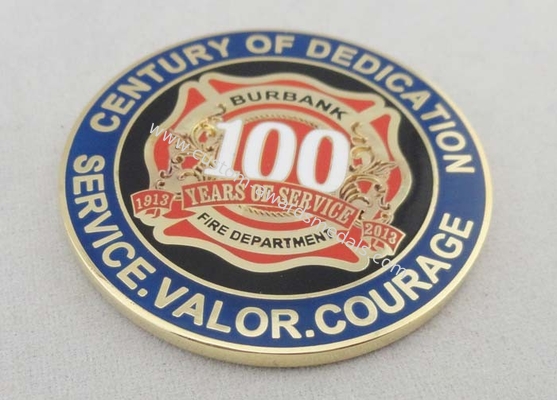 CENTURY OF DEDICATION
BURBANK
100
YEARS OF SERVICE
1913
2013
FIRE DEPARTMENT
SERVICE.VALOR.COURAGE